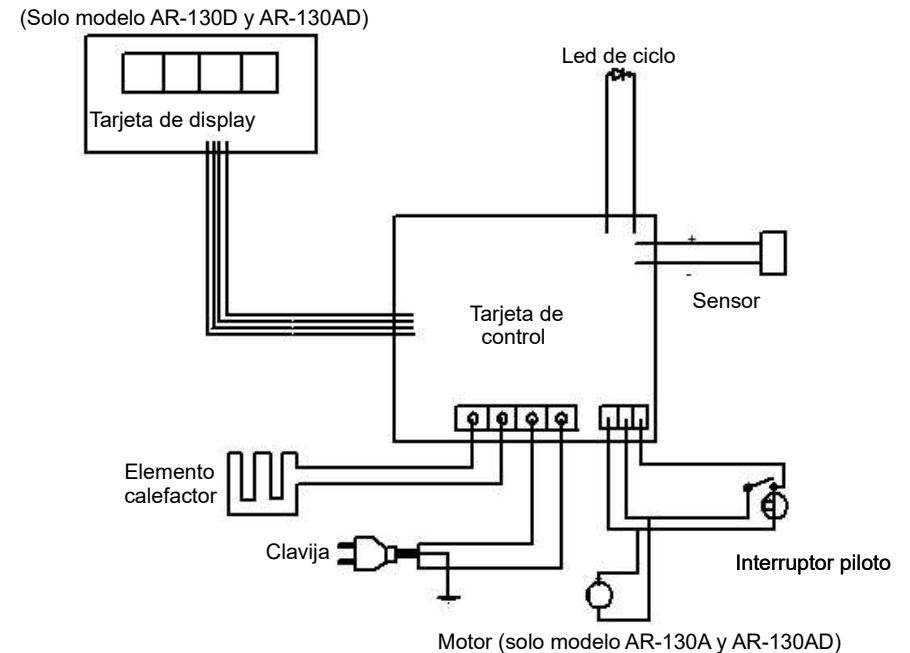 (Solo modelo AR-130D y AR-130AD)
Led de ciclo
Tarjeta de display
+
-
Sensor
Tarjeta de
control
Elemento
calefactor
Clavija
Interruptor piloto
Motor (solo modelo AR-130A y AR-130AD)